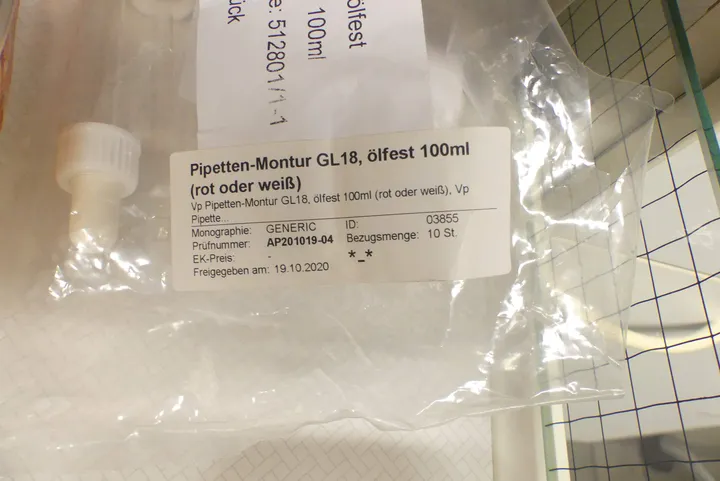 ölfest
100ml
e: 512801/1-1
ück
Pipetten-Montur GL18, ölfest 100ml
(rot oder weiß)
Vp Pipetten-Montur GL18, ölfest 100ml (rot oder weiß), Vp
Pipette...
Monographie: GENERIC ID: 03855
Prüfnummer: AP201019-04 Bezugsmenge: 10 St.
EK-Preis: - *_*
Freigegeben am: 19.10.2020